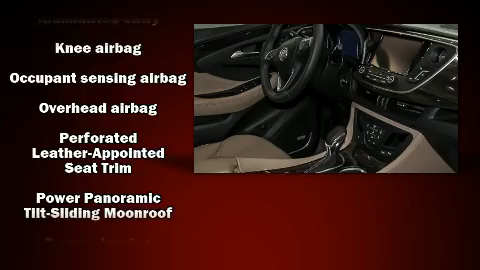 Knee airbag
Occupant sensing airbag
Overhead airbag
Perforated
Leather-Appointed
Seat Trim
Power Panoramic
Tilt-Sliding Moonroof